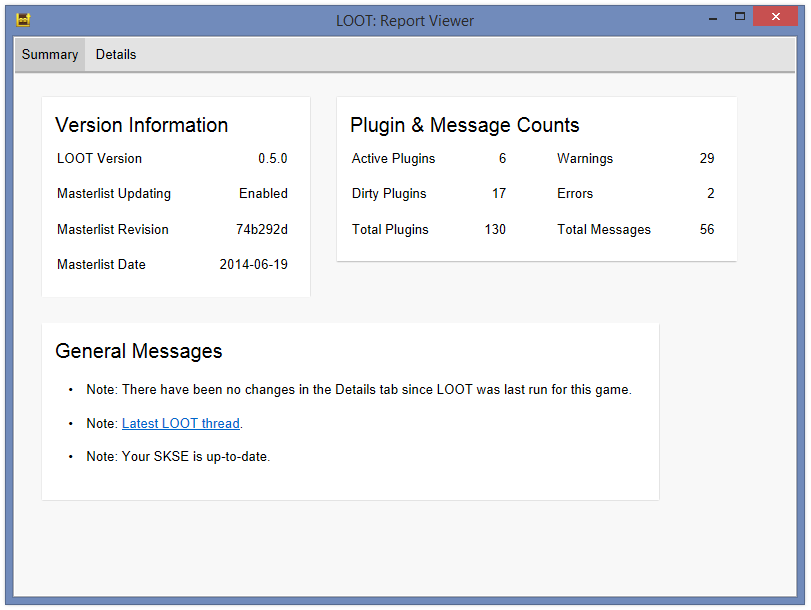 LOOT: Report Viewer
Summary Details
Version Information
LOOT Version 0.5.0
Masterlist Updating Enabled
Masterlist Revision 74b292d
Masterlist Date 2014-06-19
Plugin & Message Counts
Active Plugins 6 Warnings 29
Dirty Plugins 17 Errors 2
Total Plugins 130 Total Messages 56
General Messages
• Note: There have been no changes in the Details tab since LOOT was last run for this game.
• Note: Latest LOOT thread.
• Note: Your SKSE is up-to-date.